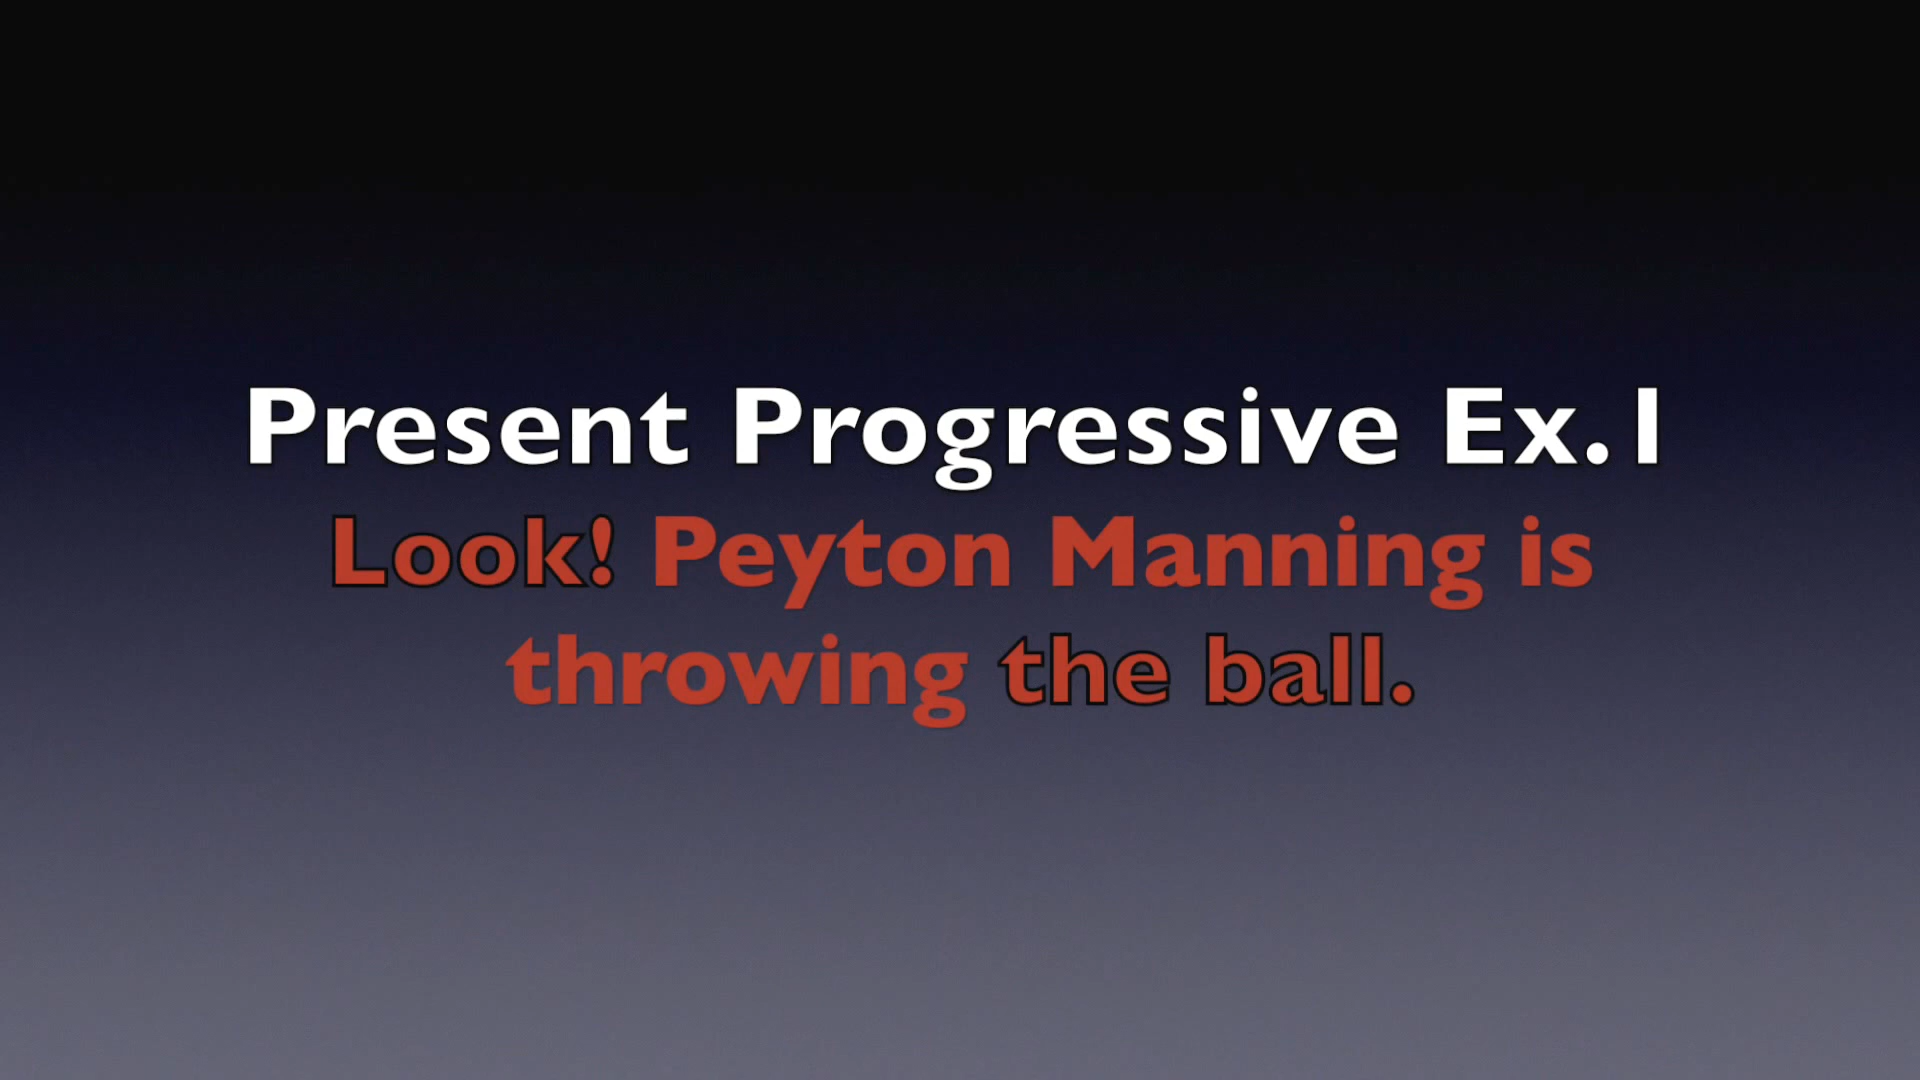 Present Progressive Ex. 1
Look! Peyton Manning is
throwing the ball.